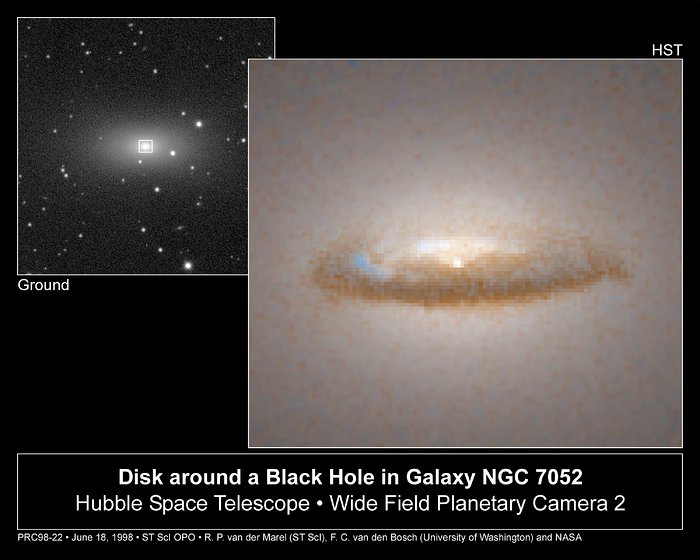 HST
Ground
Disk around a Black Hole in Galaxy NGC 7052
Hubble Space Telescope • Wide Field Planetary Camera 2
PRC98-22 • June 18, 1998 • ST ScI OPO • R. P. van der Marel (ST ScI), F. C. van den Bosch (University of Washington) and NASA